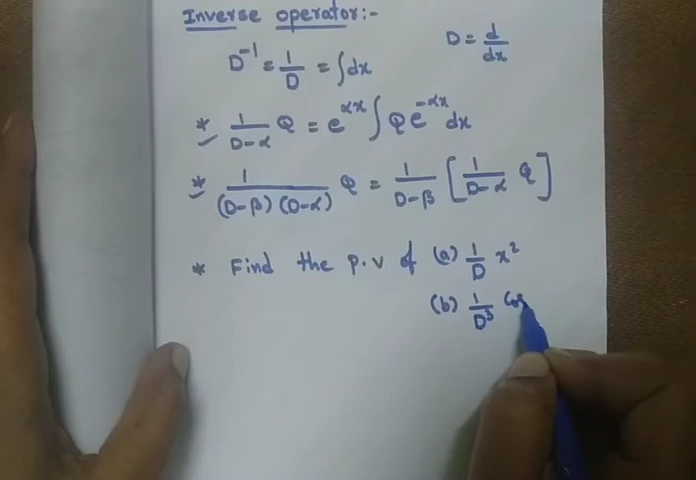 Inverse operator:-
D⁻¹ = 1/D = ∫dx    D = d/dx
* 1/(D-α) Q = e^{αx} ∫ Q e^{-αx} dx
* 1/((D-β)(D-α)) Q = 1/(D-β) [1/(D-α) Q]
* Find the p.v of (a) 1/D x²
(b) 1/D³ cos